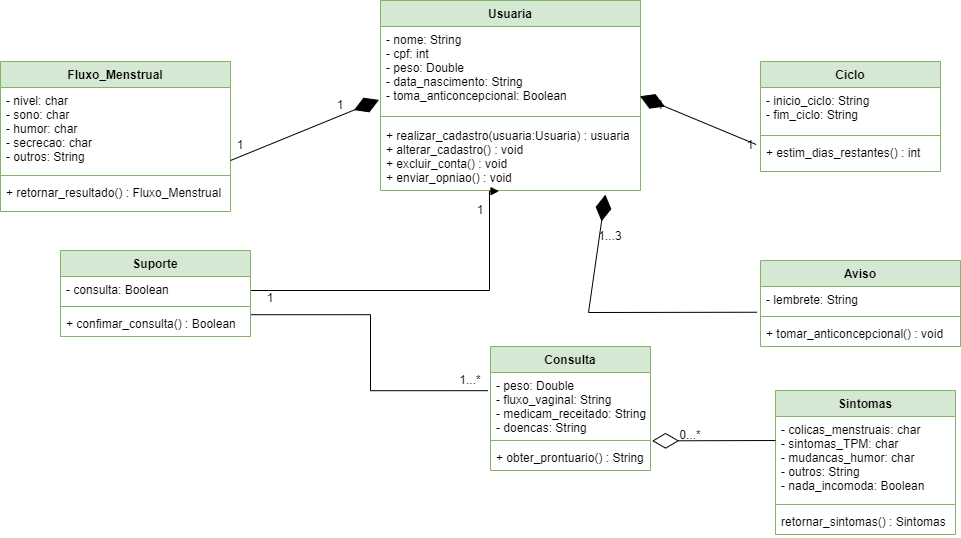 Usuaria
- nome: String
- cpf: int
- peso: Double
- data_nascimento: String
- toma_anticoncepcional: Boolean
+ realizar_cadastro(usuaria:Usuaria) : usuaria
+ alterar_cadastro() : void
+ excluir_conta() : void
+ enviar_opniao() : void
Fluxo_Menstrual
- nivel: char
- sono: char
- humor: char
- secrecao: char
- outros: String
+ retornar_resultado() : Fluxo_Menstrual
1
1
Ciclo
- inicio_ciclo: String
- fim_ciclo: String
+ estim_dias_restantes() : int
1
1
1
1...3
Suporte
- consulta: Boolean
+ confimar_consulta() : Boolean
1
Aviso
- lembrete: String
+ tomar_anticoncepcional() : void
Consulta
- peso: Double
- fluxo_vaginal: String
- medicam_receitado: String
- doencas: String
+ obter_prontuario() : String
1...*
0...*
Sintomas
- colicas_menstruais: char
- sintomas_TPM: char
- mudancas_humor: char
- outros: String
- nada_incomoda: Boolean
retornar_sintomas() : Sintomas